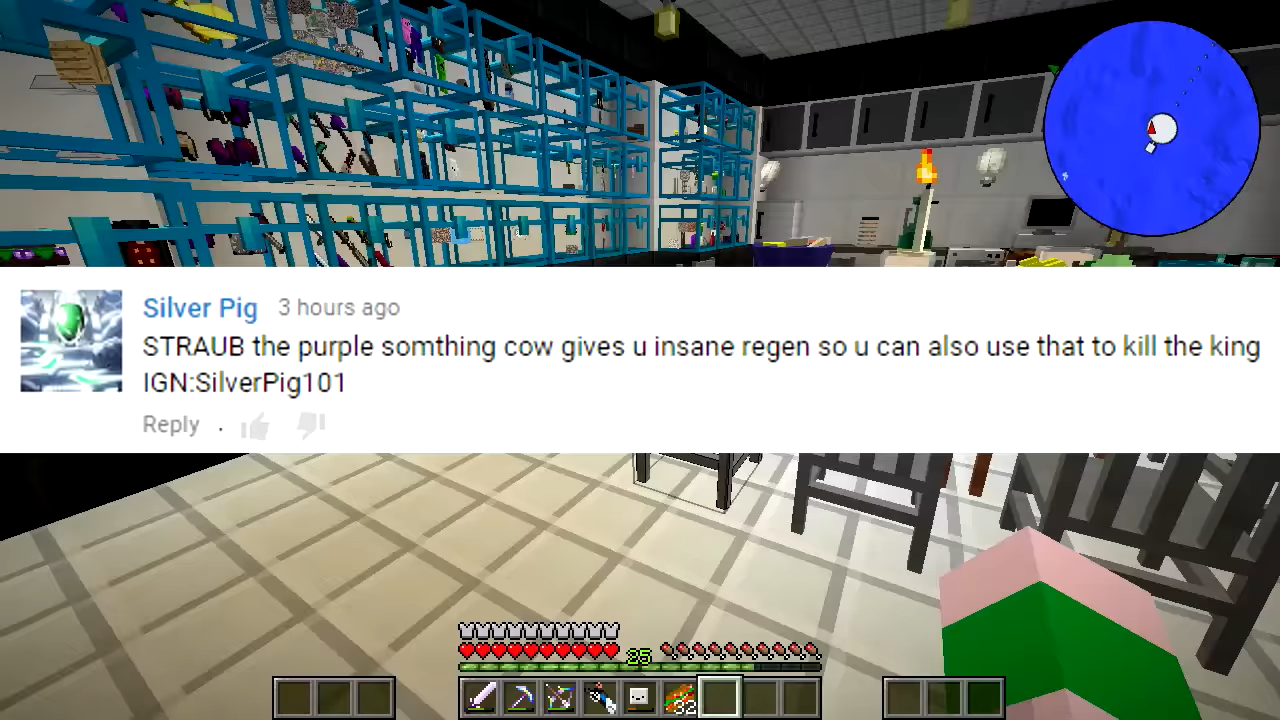 Silver Pig 3 hours ago
STRAUB the purple somthing cow gives u insane regen so u can also use that to kill the king
IGN:SilverPig101
Reply .
25
32